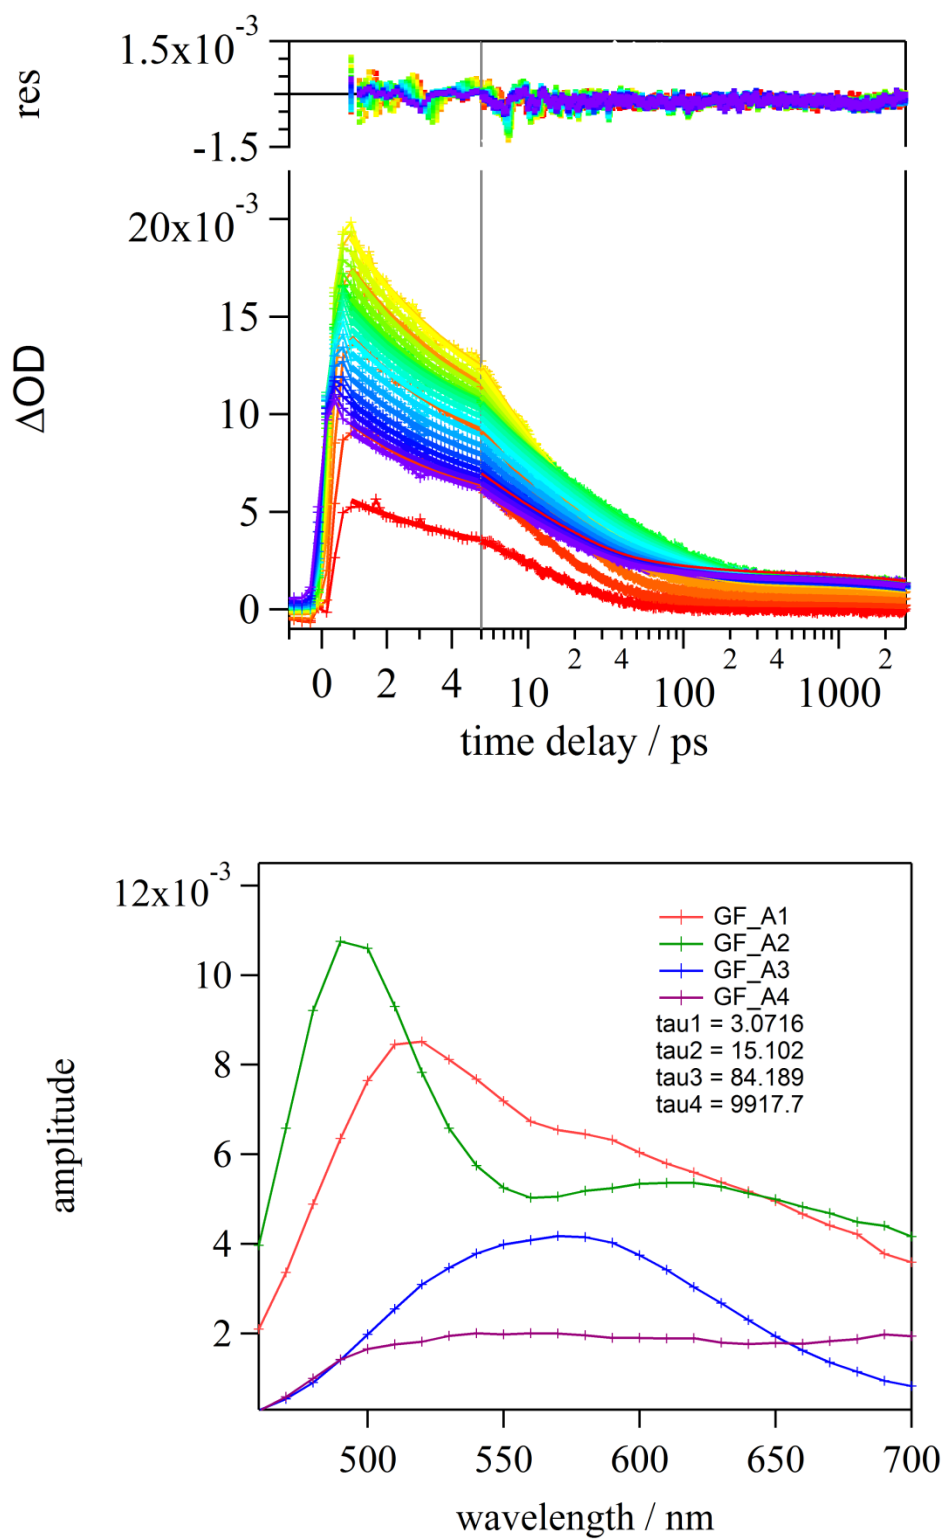 1.5x10-3
res
-1.5
20x10-3
15
ΔOD
10
5
0
0 2 4 10 2 4 100 2 4 1000 2
time delay / ps
12x10-3
GF_A1
GF_A2
GF_A3
GF_A4
tau1 = 3.0716
tau2 = 15.102
tau3 = 84.189
tau4 = 9917.7
10
8
amplitude
6
4
2
500 550 600 650 700
wavelength / nm